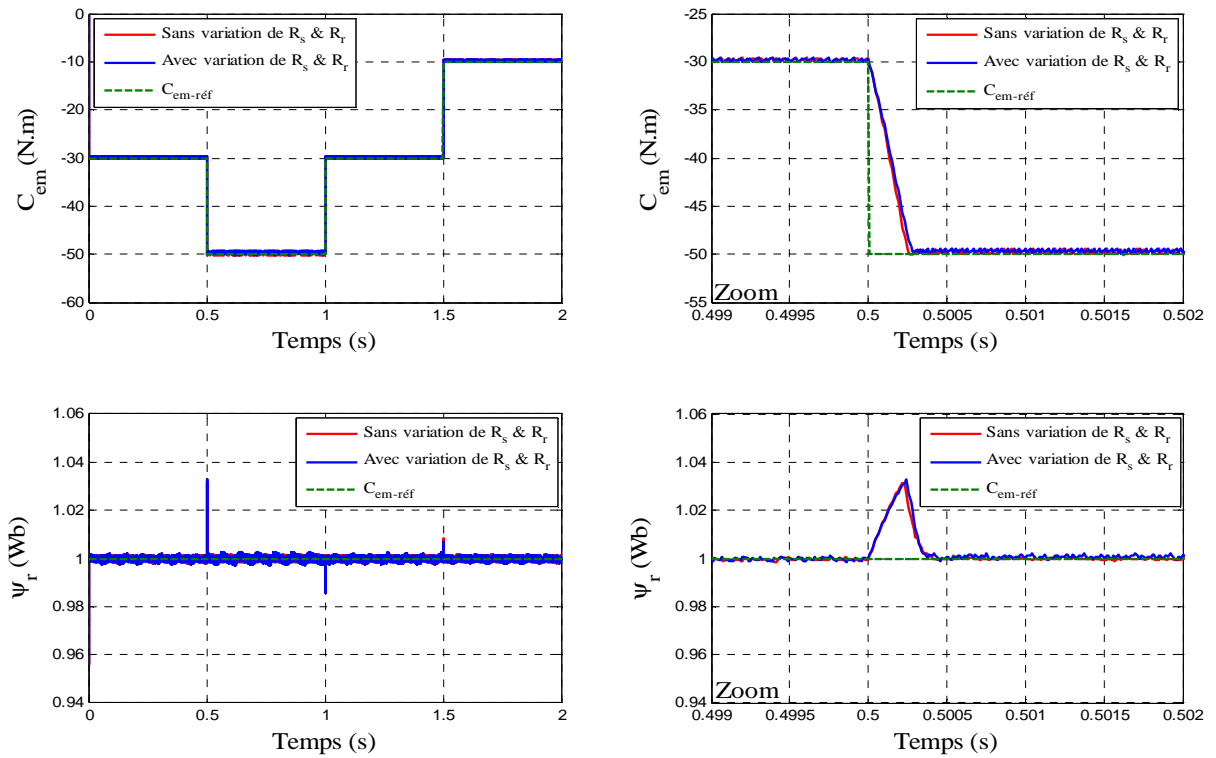 0
-10
-20
-30
-40
-50
-60
C_em (N.m)
Sans variation de R_s & R_r
Avec variation de R_s & R_r
C_em-réf
0
0.5
1
1.5
2
Temps (s)
-25
-30
-35
-40
-45
-50
-55
C_em (N.m)
Sans variation de R_s & R_r
Avec variation de R_s & R_r
C_em-réf
Zoom
0.499
0.4995
0.5
0.5005
0.501
0.5015
0.502
Temps (s)
1.06
1.04
1.02
1
0.98
0.96
0.94
Ψ_r (Wb)
Sans variation de R_s & R_r
Avec variation de R_s & R_r
C_em-réf
0
0.5
1
1.5
2
Temps (s)
1.06
1.04
1.02
1
0.98
0.96
0.94
Ψ_r (Wb)
Sans variation de R_s & R_r
Avec variation de R_s & R_r
C_em-réf
Zoom
0.499
0.4995
0.5
0.5005
0.501
0.5015
0.502
Temps (s)